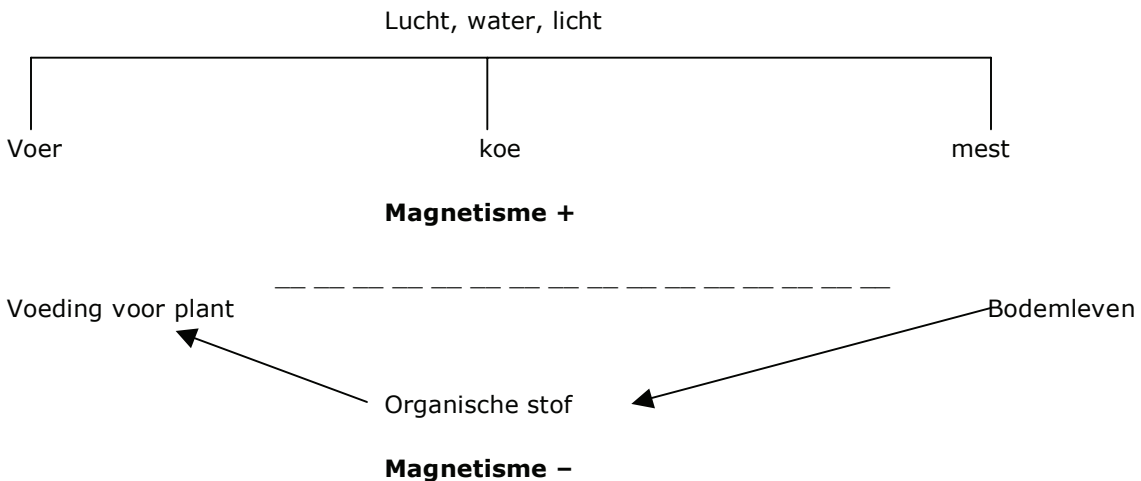 Lucht, water, licht
Voer koe mest
Magnetisme +
Voeding voor plant Bodemleven
Organische stof
Magnetisme –